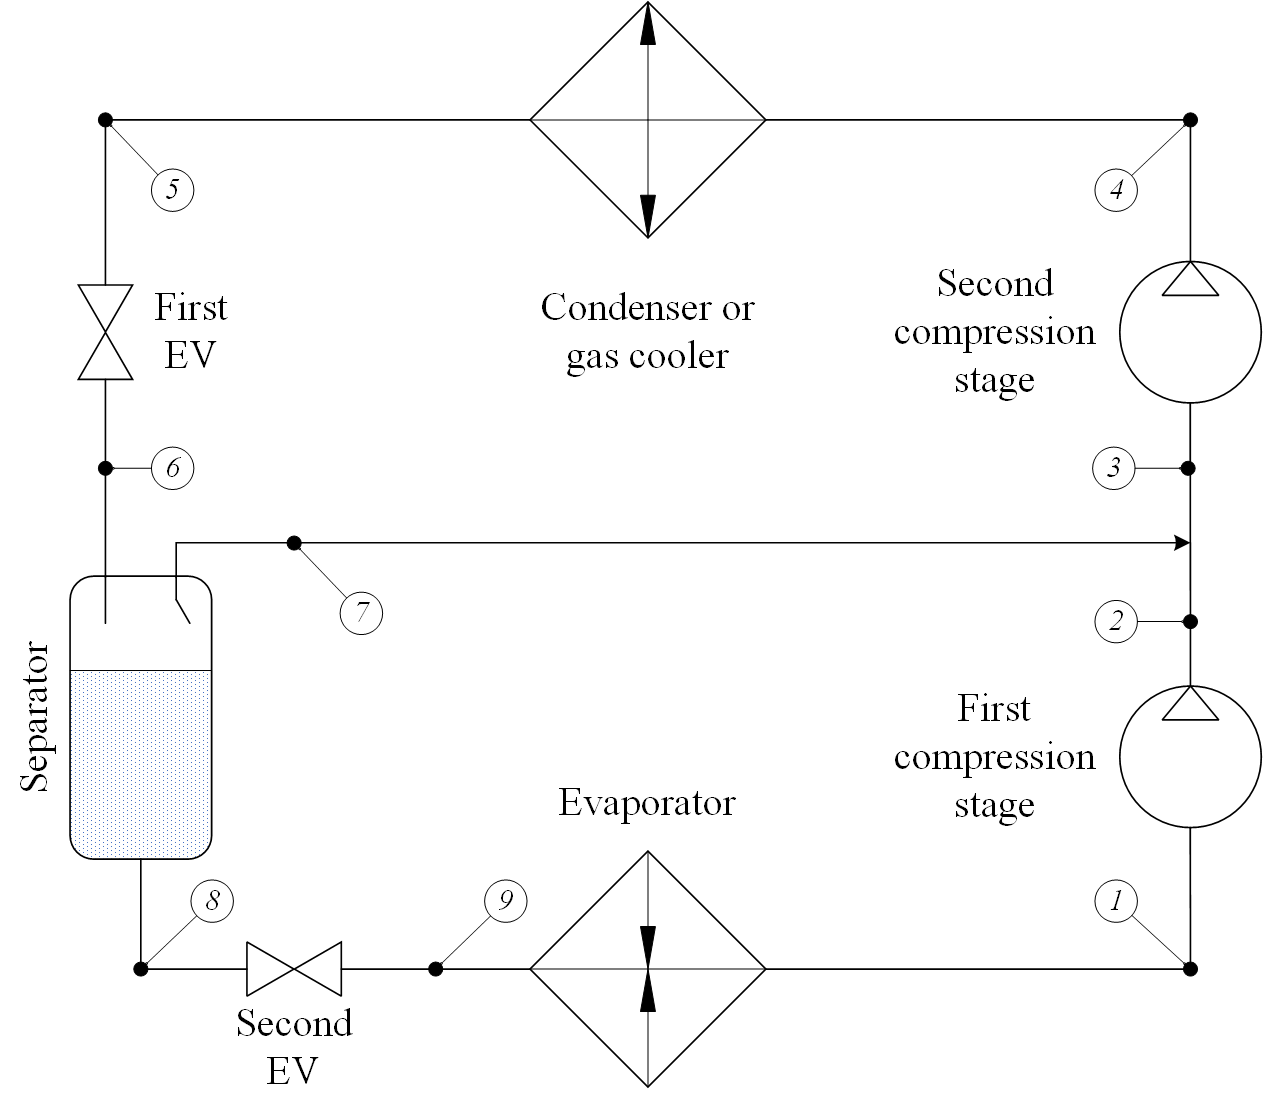 5
4
First
EV
Condenser or
gas cooler
Second
compression
stage
6
3
7
2
Separator
First
compression
stage
Evaporator
8
9
1
Second
EV